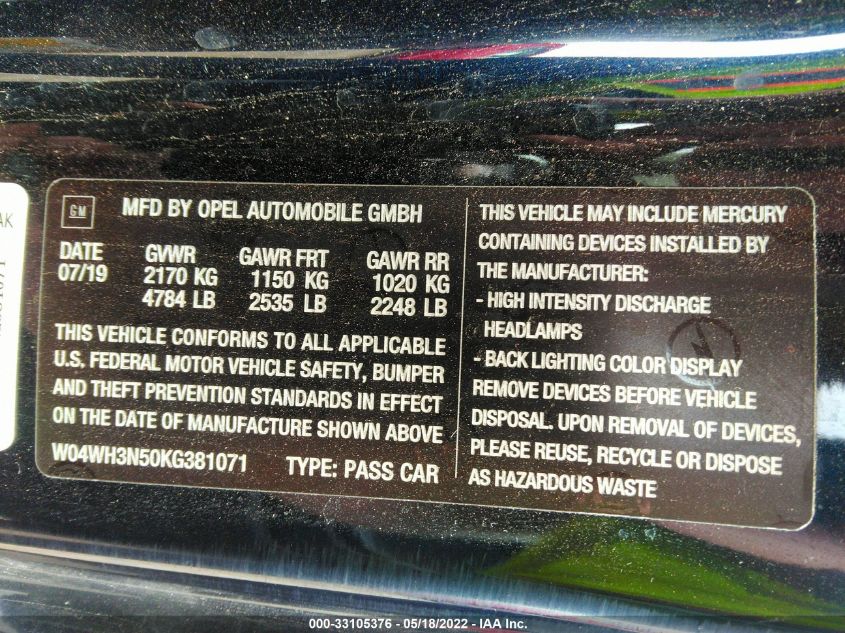 GM
MFD BY OPEL AUTOMOBILE GMBH
DATE GVWR GAWR FRT GAWR RR
07/19 2170 KG 1150 KG 1020 KG
4784 LB 2535 LB 2248 LB
THIS VEHICLE CONFORMS TO ALL APPLICABLE
U.S. FEDERAL MOTOR VEHICLE SAFETY, BUMPER
AND THEFT PREVENTION STANDARDS IN EFFECT
ON THE DATE OF MANUFACTURE SHOWN ABOVE
W04WH3N50KG381071 TYPE: PASS CAR
THIS VEHICLE MAY INCLUDE MERCURY
CONTAINING DEVICES INSTALLED BY
THE MANUFACTURER:
- HIGH INTENSITY DISCHARGE
HEADLAMPS
- BACK LIGHTING COLOR DISPLAY
REMOVE DEVICES BEFORE VEHICLE
DISPOSAL. UPON REMOVAL OF DEVICES,
PLEASE REUSE, RECYCLE OR DISPOSE
AS HAZARDOUS WASTE
AK
000-33105376 - 05/18/2022 - IAA Inc.